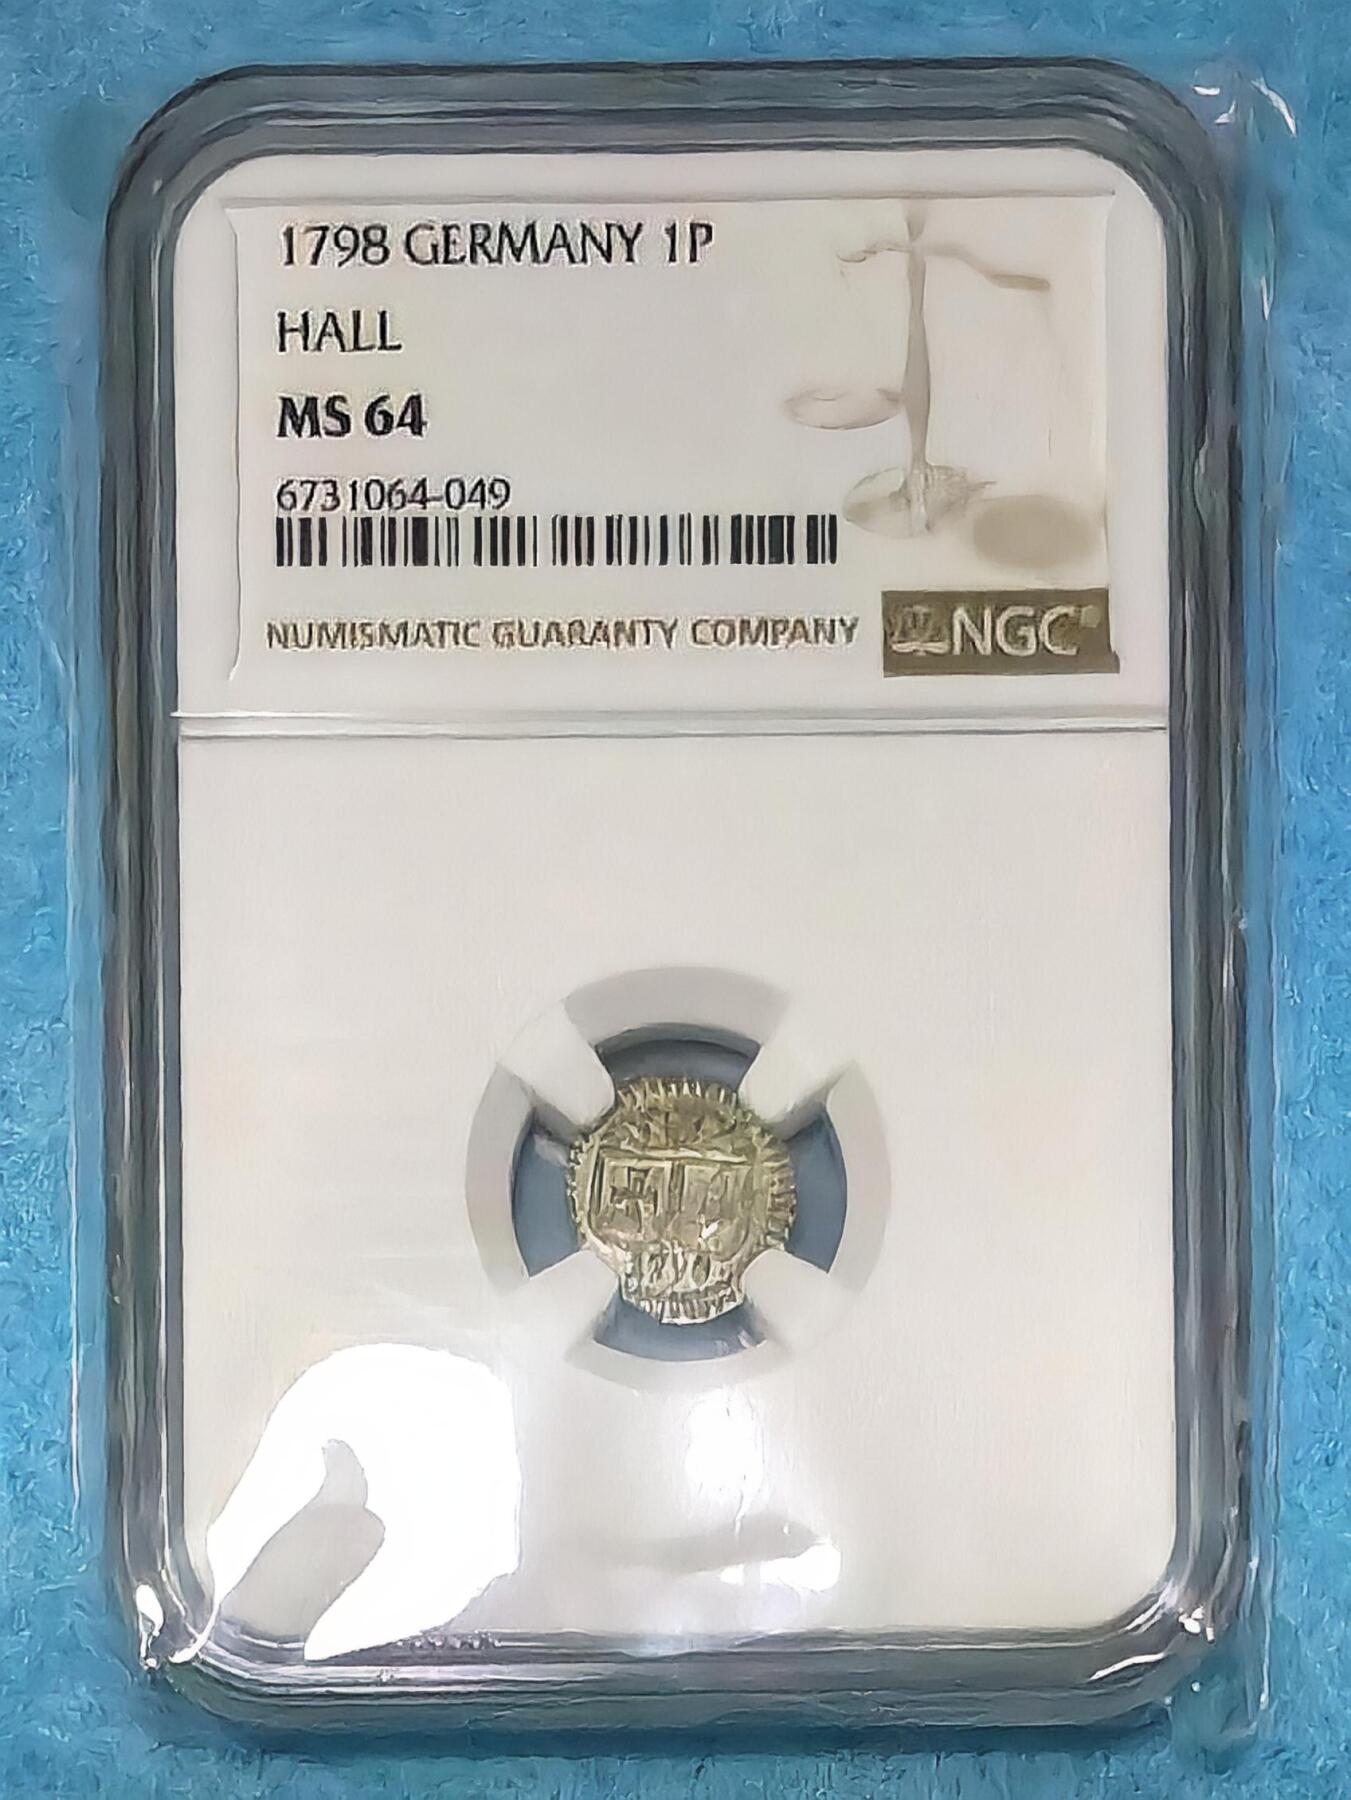 1798 GERMANY 1P
HALL
MS 64
6731064-049
NUMISMATIC GUARANTY COMPANY
NGC